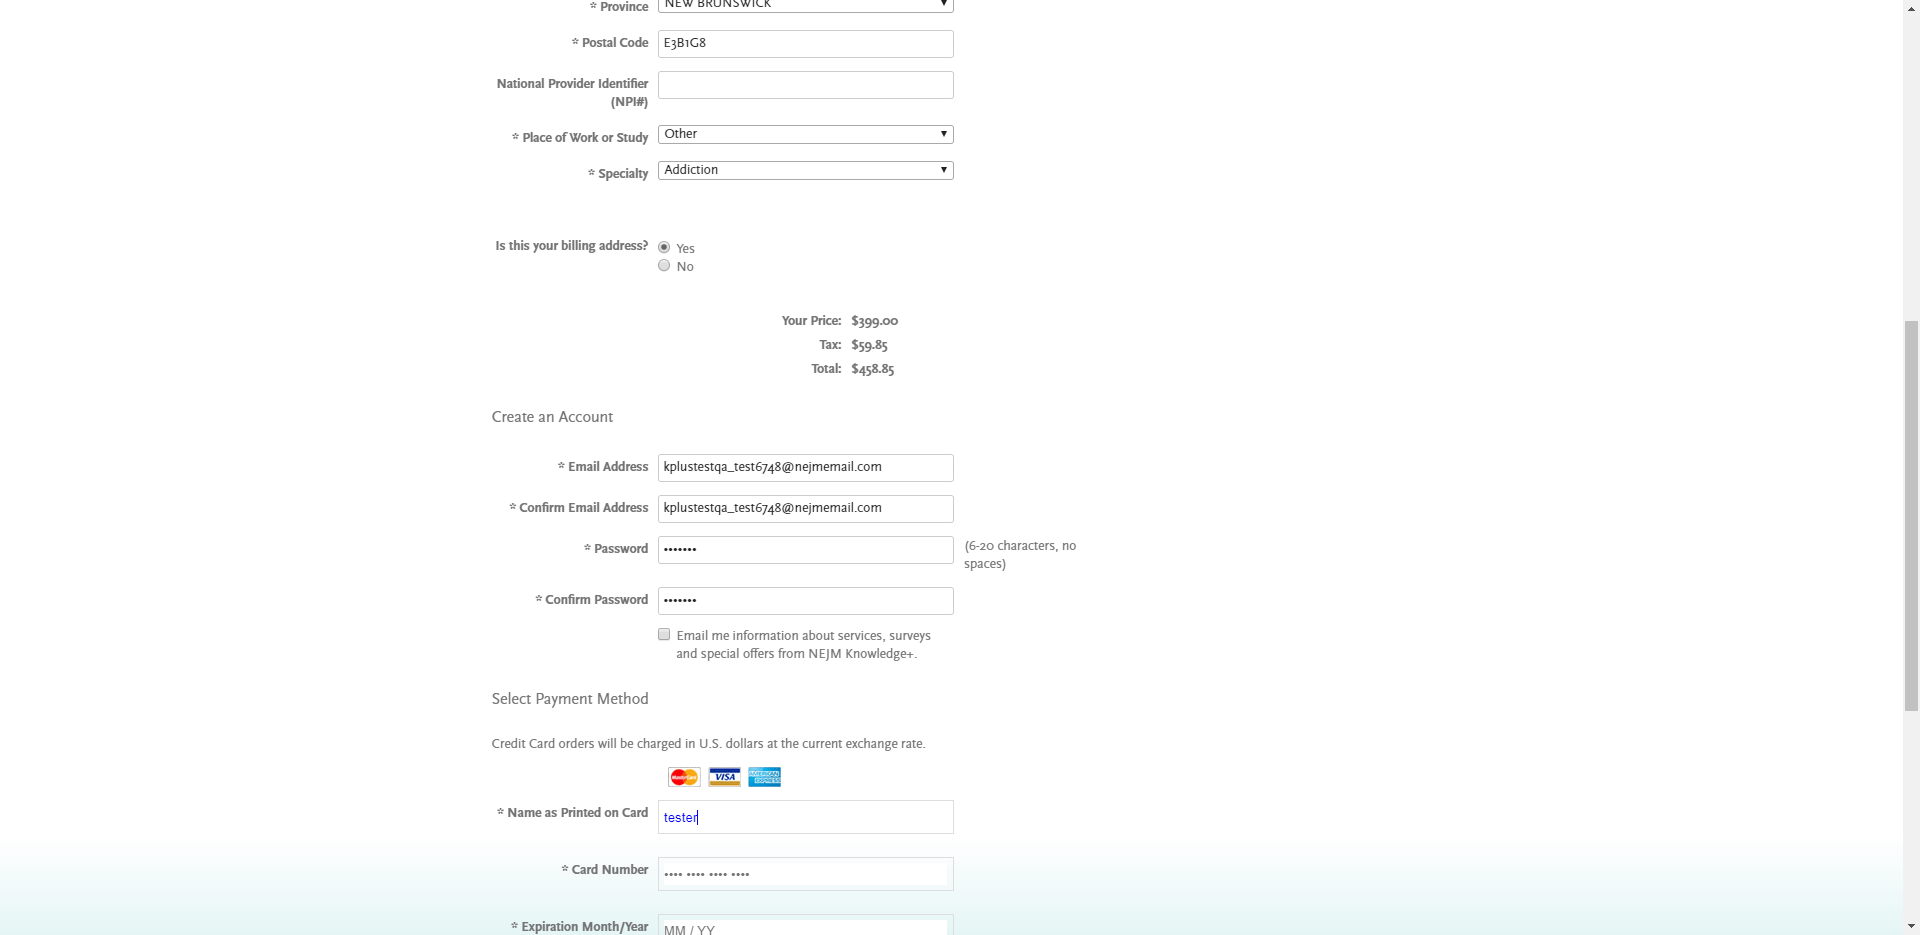 * Province NEW BRUNSWICK
* Postal Code E3B1G8
National Provider Identifier
(NPI#)
* Place of Work or Study Other
* Specialty Addiction
Is this your billing address? Yes
No
Your Price: $399.00
Tax: $59.85
Total: $458.85
Create an Account
* Email Address kplustestqa_test6748@nejmemail.com
* Confirm Email Address kplustestqa_test6748@nejmemail.com
* Password ••••••• (6-20 characters, no
spaces)
* Confirm Password •••••••
Email me information about services, surveys
and special offers from NEJM Knowledge+.
Select Payment Method
Credit Card orders will be charged in U.S. dollars at the current exchange rate.
MasterCard VISA AMERICAN EXPRESS
* Name as Printed on Card tester
* Card Number •••• •••• •••• ••••
* Expiration Month/Year MM / YY